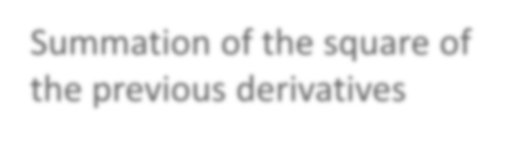 Summation of the square of
the previous derivatives